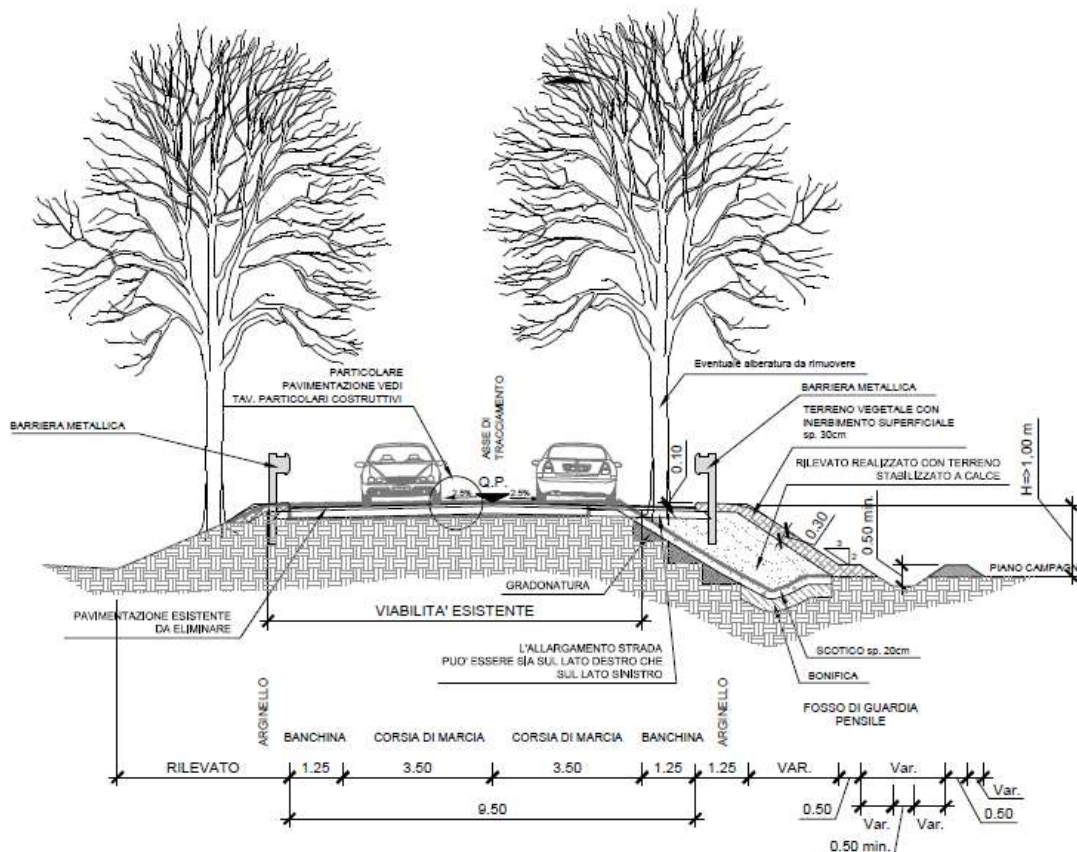 Eventuale alberatura da rimuovere
PARTICOLARE
PAVIMENTAZIONE VEDI
TAV. PARTICOLARI COSTRUTTIVI
ASSE DI
TRACCIAMENTO
BARRIERA METALLICA
BARRIERA METALLICA
TERRENO VEGETALE CON
INERBIMENTO SUPERFICIALE
sp. 30cm
RILEVATO REALIZZATO CON TERRENO
STABILIZZATO A CALCE
0.10
Q.P.
2.5%
2.5%
0.30
3
2
0.50 min.
H=>1,00 m
PIANO CAMPAGN
GRADONATURA
VIABILITA' ESISTENTE
PAVIMENTAZIONE ESISTENTE
DA ELIMINARE
L'ALLARGAMENTO STRADA
PUO' ESSERE SIA SUL LATO DESTRO CHE
SUL LATO SINISTRO
SCOTICO sp. 20cm
BONIFICA
FOSSO DI GUARDIA
PENSILE
ARGINELLO
BANCHINA
CORSIA DI MARCIA
CORSIA DI MARCIA
BANCHINA
ARGINELLO
RILEVATO
1.25
3.50
3.50
1.25
1.25
VAR.
Var.
Var.
9.50
0.50
Var.
Var.
0.50
0.50 min.